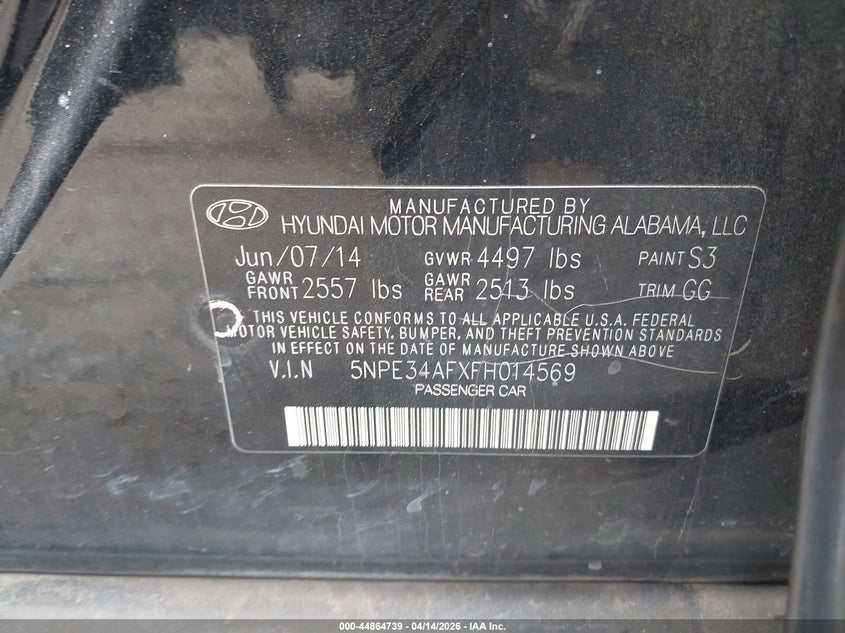 MANUFACTURED BY
HYUNDAI MOTOR MANUFACTURING ALABAMA, LLC
Jun/07/14 GVWR 4497 lbs PAINT S3
GAWR FRONT 2557 lbs GAWR REAR 2513 lbs TRIM GG
THIS VEHICLE CONFORMS TO ALL APPLICABLE U.S.A. FEDERAL
MOTOR VEHICLE SAFETY, BUMPER, AND THEFT PREVENTION STANDARDS
IN EFFECT ON THE DATE OF MANUFACTURE SHOWN ABOVE
V.I.N 5NPE34AFXFH014569
PASSENGER CAR
000-44864739 - 04/14/2026 - IAA Inc.